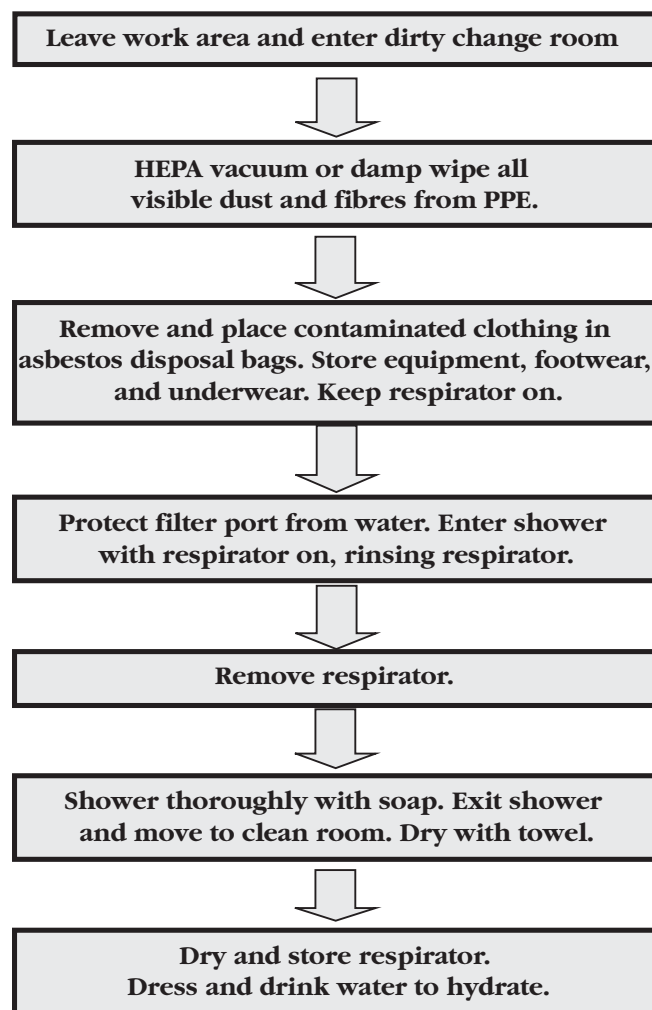 Leave work area and enter dirty change room
HEPA vacuum or damp wipe all
visible dust and fibres from PPE.
Remove and place contaminated clothing in
asbestos disposal bags. Store equipment, footwear,
and underwear. Keep respirator on.
Protect filter port from water. Enter shower
with respirator on, rinsing respirator.
Remove respirator.
Shower thoroughly with soap. Exit shower
and move to clean room. Dry with towel.
Dry and store respirator.
Dress and drink water to hydrate.